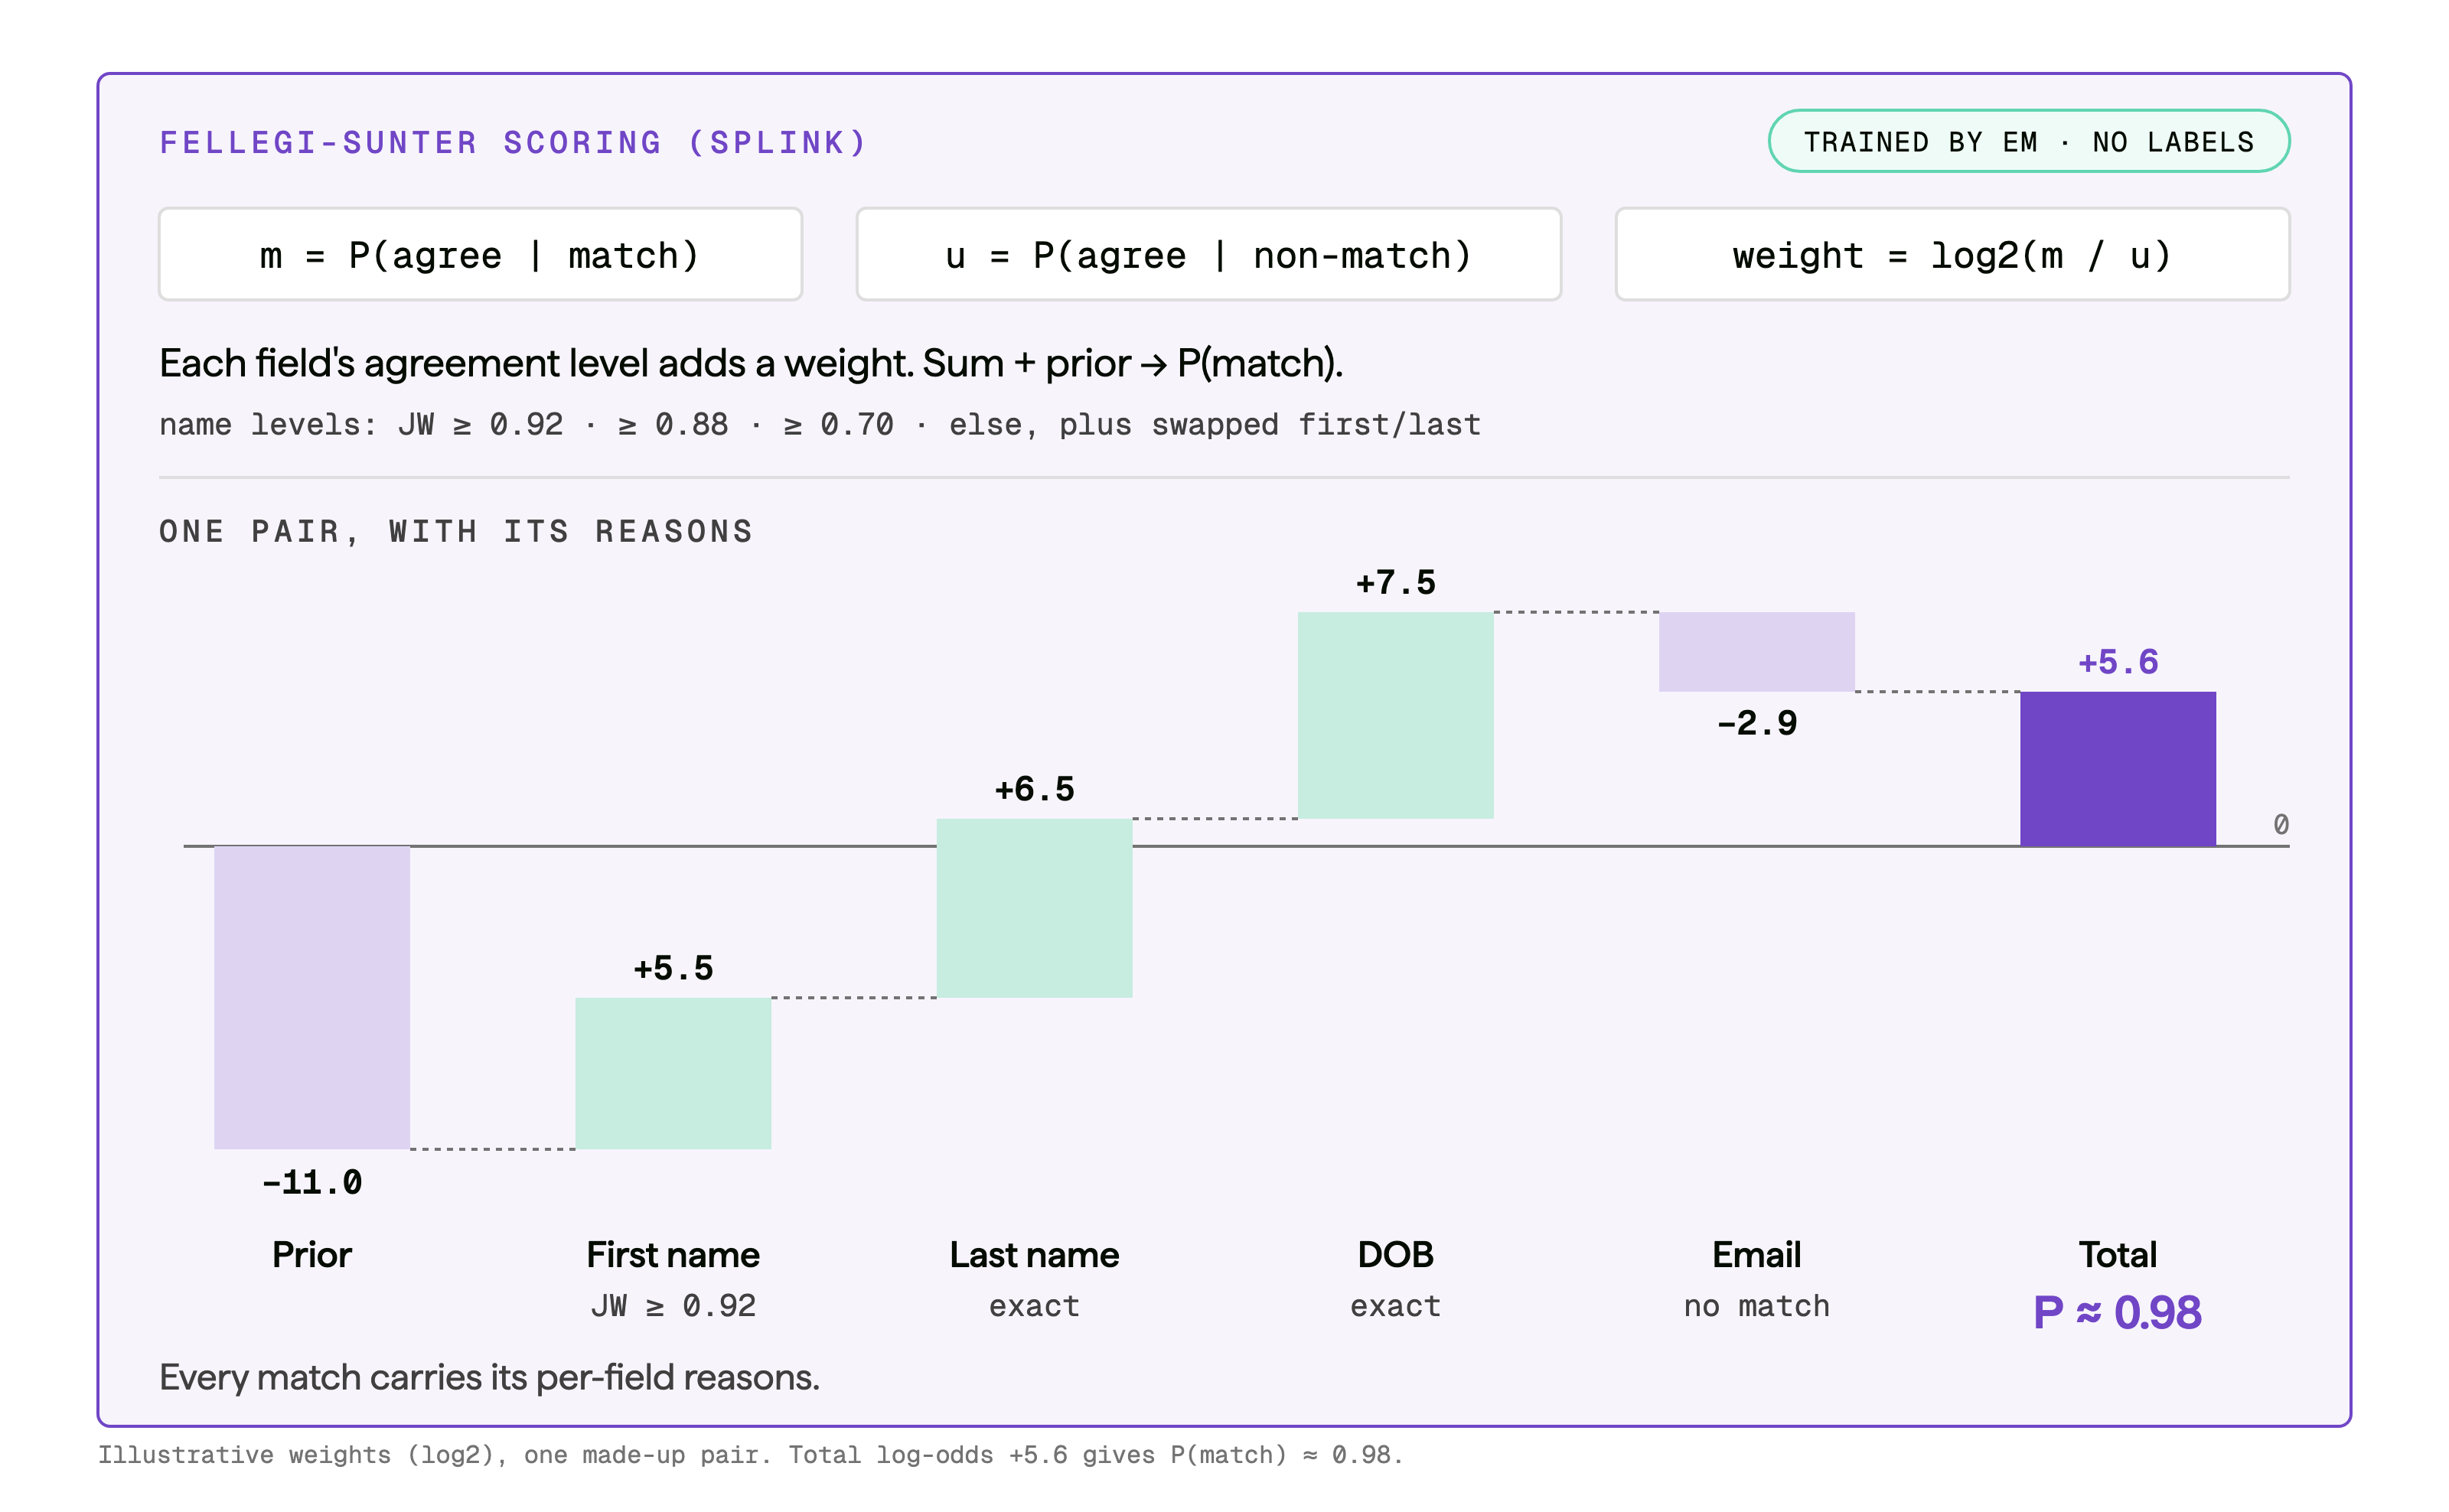 FELLEGI-SUNTER SCORING (SPLINK)
TRAINED BY EM · NO LABELS
m = P(agree | match)
u = P(agree | non-match)
weight = log2(m / u)
Each field's agreement level adds a weight. Sum + prior → P(match).
name levels: JW ≥ 0.92 · ≥ 0.88 · ≥ 0.70 · else, plus swapped first/last
ONE PAIR, WITH ITS REASONS
+7.5
+5.6
−2.9
+6.5
0
+5.5
−11.0
Prior
First name
Last name
DOB
Email
Total
JW ≥ 0.92
exact
exact
no match
P ≈ 0.98
Every match carries its per-field reasons.
Illustrative weights (log2), one made-up pair. Total log-odds +5.6 gives P(match) ≈ 0.98.